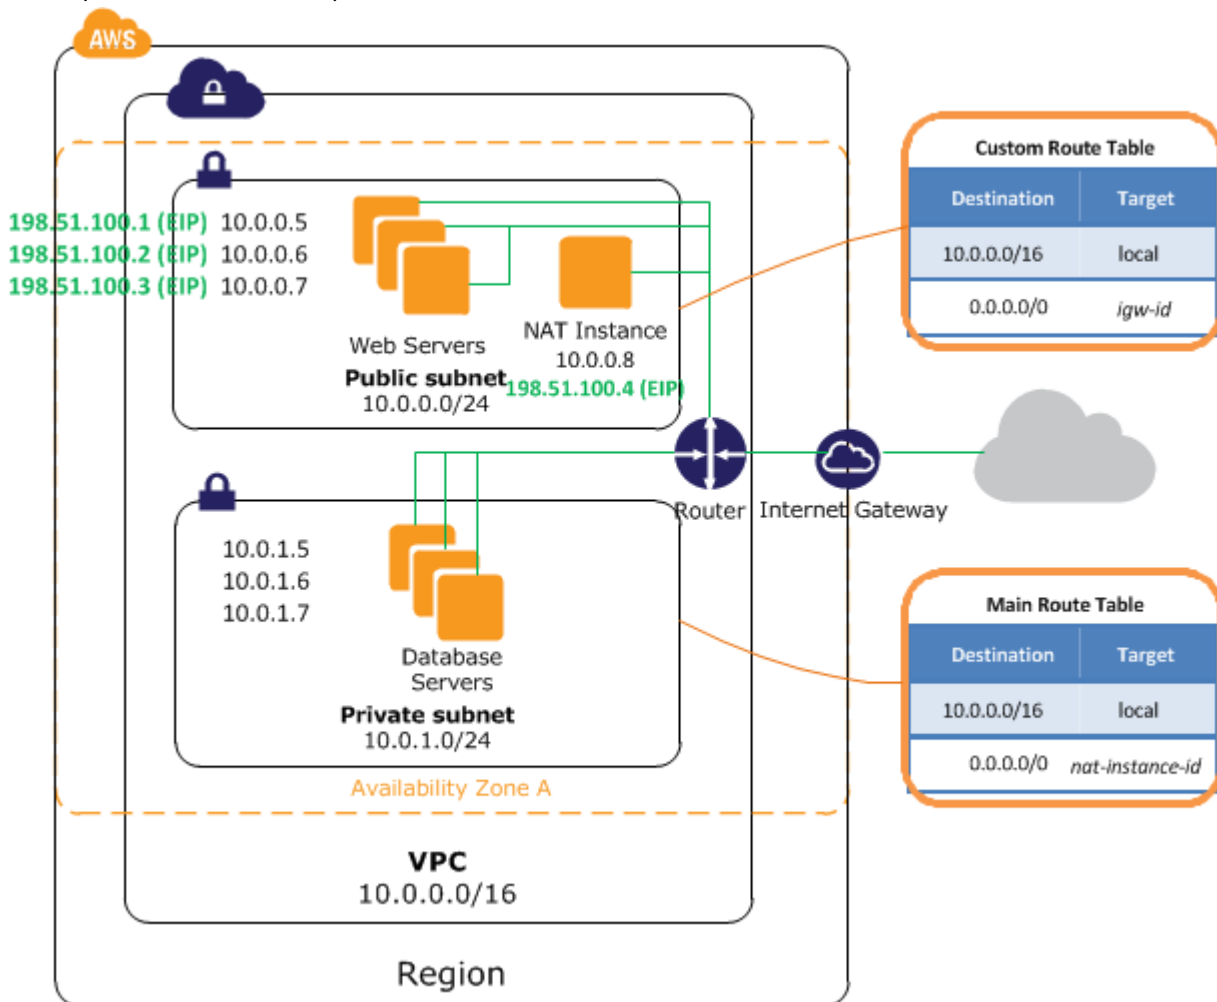 AWS
198.51.100.1 (EIP) 10.0.0.5
198.51.100.2 (EIP) 10.0.0.6
198.51.100.3 (EIP) 10.0.0.7
Web Servers
Public subnet
10.0.0.0/24
NAT Instance
10.0.0.8
198.51.100.4 (EIP)
Custom Route Table
Destination Target
10.0.0.0/16 local
0.0.0.0/0 igw-id
Router
Internet Gateway
10.0.1.5
10.0.1.6
10.0.1.7
Database
Servers
Private subnet
10.0.1.0/24
Availability Zone A
Main Route Table
Destination Target
10.0.0.0/16 local
0.0.0.0/0 nat-instance-id
VPC
10.0.0.0/16
Region